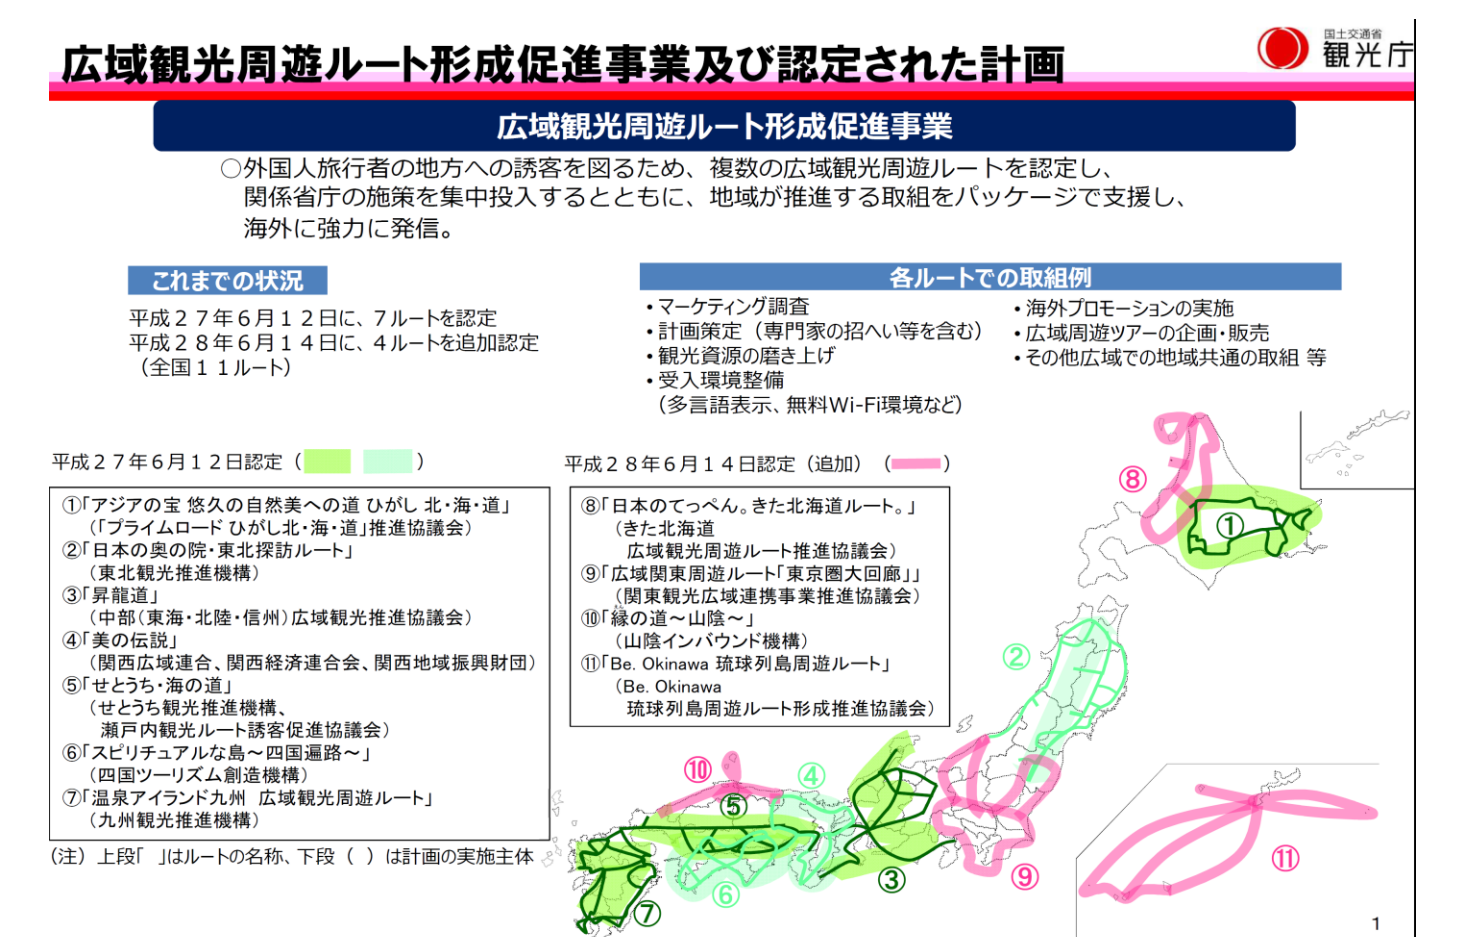 広域観光周遊ルート形成促進事業及び認定された計画
国土交通省
観光庁
広域観光周遊ルート形成促進事業
○外国人旅行者の地方への誘客を図るため、複数の広域観光周遊ルートを認定し、
関係省庁の施策を集中投入するとともに、地域が推進する取組をパッケージで支援し、
海外に強力に発信。
これまでの状況
平成２７年６月１２日に、７ルートを認定
平成２８年６月１４日に、４ルートを追加認定
（全国１１ルート）
各ルートでの取組例
・マーケティング調査
・計画策定（専門家の招へい等を含む）
・観光資源の磨き上げ
・受入環境整備
（多言語表示、無料Wi-Fi環境など）
・海外プロモーションの実施
・広域周遊ツアーの企画・販売
・その他広域での地域共通の取組 等
平成２７年６月１２日認定（　　　）
①「アジアの宝 悠久の自然美への道 ひがし 北・海・道」
（「プライムロード ひがし北・海・道」推進協議会）
②「日本の奥の院・東北探訪ルート」
（東北観光推進機構）
③「昇龍道」
（中部（東海・北陸・信州）広域観光推進協議会）
④「美の伝説」
（関西広域連合、関西経済連合会、関西地域振興財団）
⑤「せとうち・海の道」
（せとうち観光推進機構、
瀬戸内観光ルート誘客促進協議会）
⑥「スピリチュアルな島～四国遍路～」
（四国ツーリズム創造機構）
⑦「温泉アイランド九州 広域観光周遊ルート」
（九州観光推進機構）
（注）上段「　」はルートの名称、下段（　）は計画の実施主体
平成２８年６月１４日認定（追加）（　　　）
⑧「日本のてっぺん。きた北海道ルート。」
（きた北海道
広域観光周遊ルート推進協議会）
⑨「広域関東周遊ルート「東京圏大回廊」」
（関東観光広域連携事業推進協議会）
⑩「縁の道～山陰～」
（山陰インバウンド機構）
⑪「Be. Okinawa 琉球列島周遊ルート」
（Be. Okinawa
琉球列島周遊ルート形成推進協議会）
⑧
①
②
⑩
④
⑤
⑪
⑨
③
⑥
⑦
1